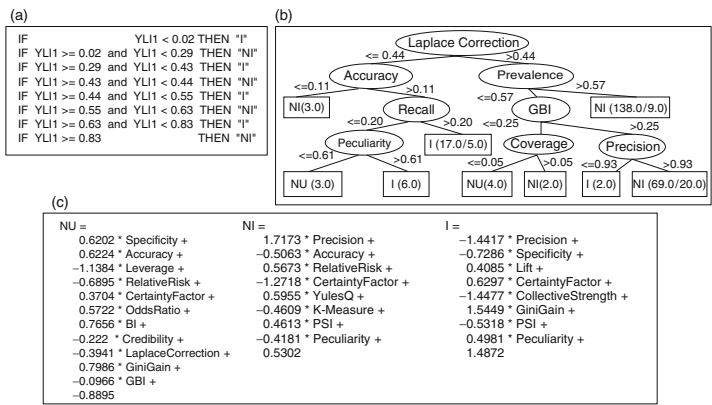 (a)
IF YLI1 < 0.02 THEN "I"
IF YLI1 >= 0.02 and YLI1 < 0.29 THEN "NI"
IF YLI1 >= 0.29 and YLI1 < 0.43 THEN "I"
IF YLI1 >= 0.43 and YLI1 < 0.44 THEN "NI"
IF YLI1 >= 0.44 and YLI1 < 0.55 THEN "I"
IF YLI1 >= 0.55 and YLI1 < 0.63 THEN "NI"
IF YLI1 >= 0.63 and YLI1 < 0.83 THEN "I"
IF YLI1 >= 0.83 THEN "NI"
(b)
Laplace Correction
<= 0.44 >0.44
Accuracy Prevalence
<=0.11 >0.11 <=0.57 >0.57
NI(3.0) Recall GBI NI (138.0/9.0)
<=0.20 >0.20 <=0.25 >0.25
Peculiarity I (17.0/5.0) Coverage Precision
<=0.61 >0.61 <=0.05 >0.05 <=0.93 >0.93
NU (3.0) I (6.0) NU(4.0) NI(2.0) I (2.0) NI (69.0/20.0)
(c)
NU =
0.6202 * Specificity +
0.6224 * Accuracy +
−1.1384 * Leverage +
−0.6895 * RelativeRisk +
0.3704 * CertaintyFactor +
0.5722 * OddsRatio +
0.7656 * BI +
−0.222 * Credibility +
−0.3941 * LaplaceCorrection +
0.7986 * GiniGain +
−0.0966 * GBI +
−0.8895
NI =
1.7173 * Precision +
−0.5063 * Accuracy +
0.5673 * RelativeRisk +
−1.2718 * CertaintyFactor +
0.5955 * YulesQ +
−0.4609 * K-Measure +
0.4613 * PSI +
−0.4181 * Peculiarity +
0.5302
I =
−1.4417 * Precision +
−0.7286 * Specificity +
0.4085 * Lift +
0.6297 * CertaintyFactor +
−1.4477 * CollectiveStrength +
1.5449 * GiniGain +
−0.5318 * PSI +
0.4981 * Peculiarity +
1.4872